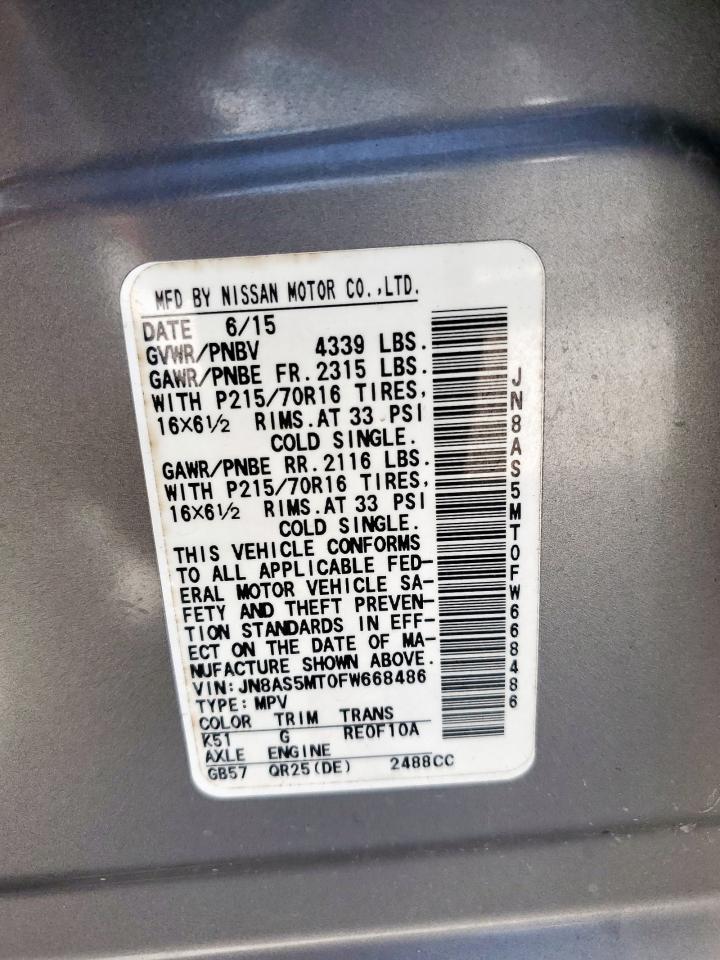 MFD BY NISSAN MOTOR CO.,LTD.
DATE 6/15
GVWR/PNBV 4339 LBS.
GAWR/PNBE FR. 2315 LBS.
WITH P215/70R16 TIRES,
16X6½ RIMS. AT 33 PSI
COLD SINGLE.
GAWR/PNBE RR. 2116 LBS.
WITH P215/70R16 TIRES,
16X6½ RIMS. AT 33 PSI
COLD SINGLE.
THIS VEHICLE CONFORMS
TO ALL APPLICABLE FED-
ERAL MOTOR VEHICLE SA-
FETY AND THEFT PREVEN-
TION STANDARDS IN EFF-
ECT ON THE DATE OF MA-
NUFACTURE SHOWN ABOVE.
VIN:JN8AS5MT0FW668486
TYPE:MPV
COLOR TRIM TRANS
K51 G RE0F10A
AXLE ENGINE
GB57 QR25(DE) 2488CC
JN8AS5MT0FW668486